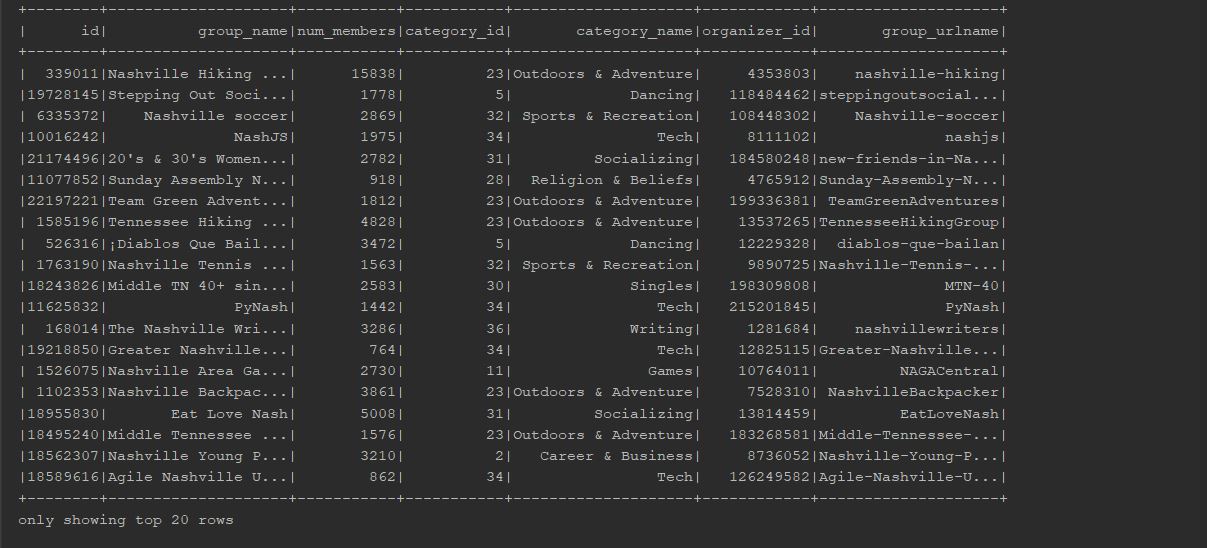 +--------+--------------------+-----------+-----------+--------------------+------------+--------------------+
|      id|          group_name|num_members|category_id|       category_name|organizer_id|       group_urlname|
+--------+--------------------+-----------+-----------+--------------------+------------+--------------------+
|  339011|Nashville Hiking ...|      15838|         23|Outdoors & Adventure|     4353803|    nashville-hiking|
|19728145|Stepping Out Soci...|       1778|          5|             Dancing|   118484462|steppingoutsocial...|
| 6335372|    Nashville soccer|       2869|         32| Sports & Recreation|   108448302|    Nashville-soccer|
|10016242|              NashJS|       1975|         34|                Tech|     8111102|              nashjs|
|21174496|20's & 30's Women...|       2782|         31|         Socializing|   184580248|new-friends-in-Na...|
|11077852|Sunday Assembly N...|        918|         28|  Religion & Beliefs|     4765912|Sunday-Assembly-N...|
|22197221|Team Green Advent...|       1812|         23|Outdoors & Adventure|   199336381| TeamGreenAdventures|
| 1585196|Tennessee Hiking ...|       4828|         23|Outdoors & Adventure|    13537265|TennesseeHikingGroup|
|  526316|¡Diablos Que Bail...|       3472|          5|             Dancing|    12229328|  diablos-que-bailan|
| 1763190|Nashville Tennis ...|       1563|         32| Sports & Recreation|     9890725|Nashville-Tennis-...|
|18243826|Middle TN 40+ sin...|       2583|         30|             Singles|   198309808|              MTN-40|
|11625832|              PyNash|       1442|         34|                Tech|   215201845|              PyNash|
|  168014|The Nashville Wri...|       3286|         36|             Writing|     1281684|    nashvillewriters|
|19218850|Greater Nashville...|        764|         34|                Tech|    12825115|Greater-Nashville...|
| 1526075|Nashville Area Ga...|       2730|         11|               Games|    10764011|         NAGACentral|
| 1102353|Nashville Backpac...|       3861|         23|Outdoors & Adventure|     7528310| NashvilleBackpacker|
|18955830|       Eat Love Nash|       5008|         31|         Socializing|    13814459|         EatLoveNash|
|18495240|Middle Tennessee ...|       1576|         23|Outdoors & Adventure|   183268581|Middle-Tennessee-...|
|18562307|Nashville Young P...|       3210|          2|   Career & Business|     8736052|Nashville-Young-P...|
|18589616|Agile Nashville U...|        862|         34|                Tech|   126249582|Agile-Nashville-U...|
+--------+--------------------+-----------+-----------+--------------------+------------+--------------------+
only showing top 20 rows